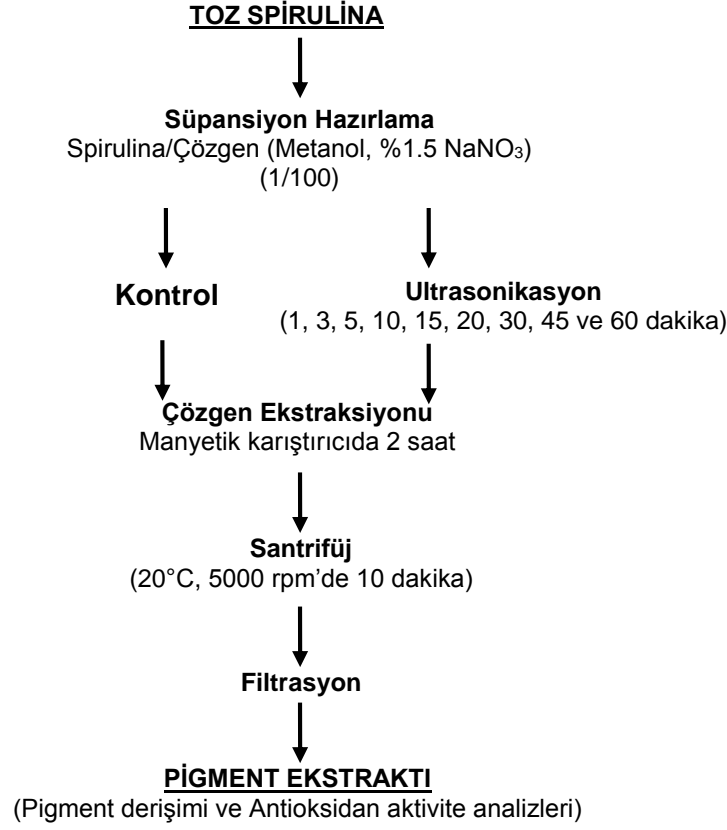 TOZ SPİRULİNA
Süpansiyon Hazırlama
Spirulina/Çözgen (Metanol, %1.5 NaNO₃)
(1/100)
Kontrol
Ultrasonikasyon
(1, 3, 5, 10, 15, 20, 30, 45 ve 60 dakika)
Çözgen Ekstraksiyonu
Manyetik karıştırıcıda 2 saat
Santrifüj
(20°C, 5000 rpm’de 10 dakika)
Filtrasyon
PİGMENT EKSTRAKTI
(Pigment derişimi ve Antioksidan aktivite analizleri)